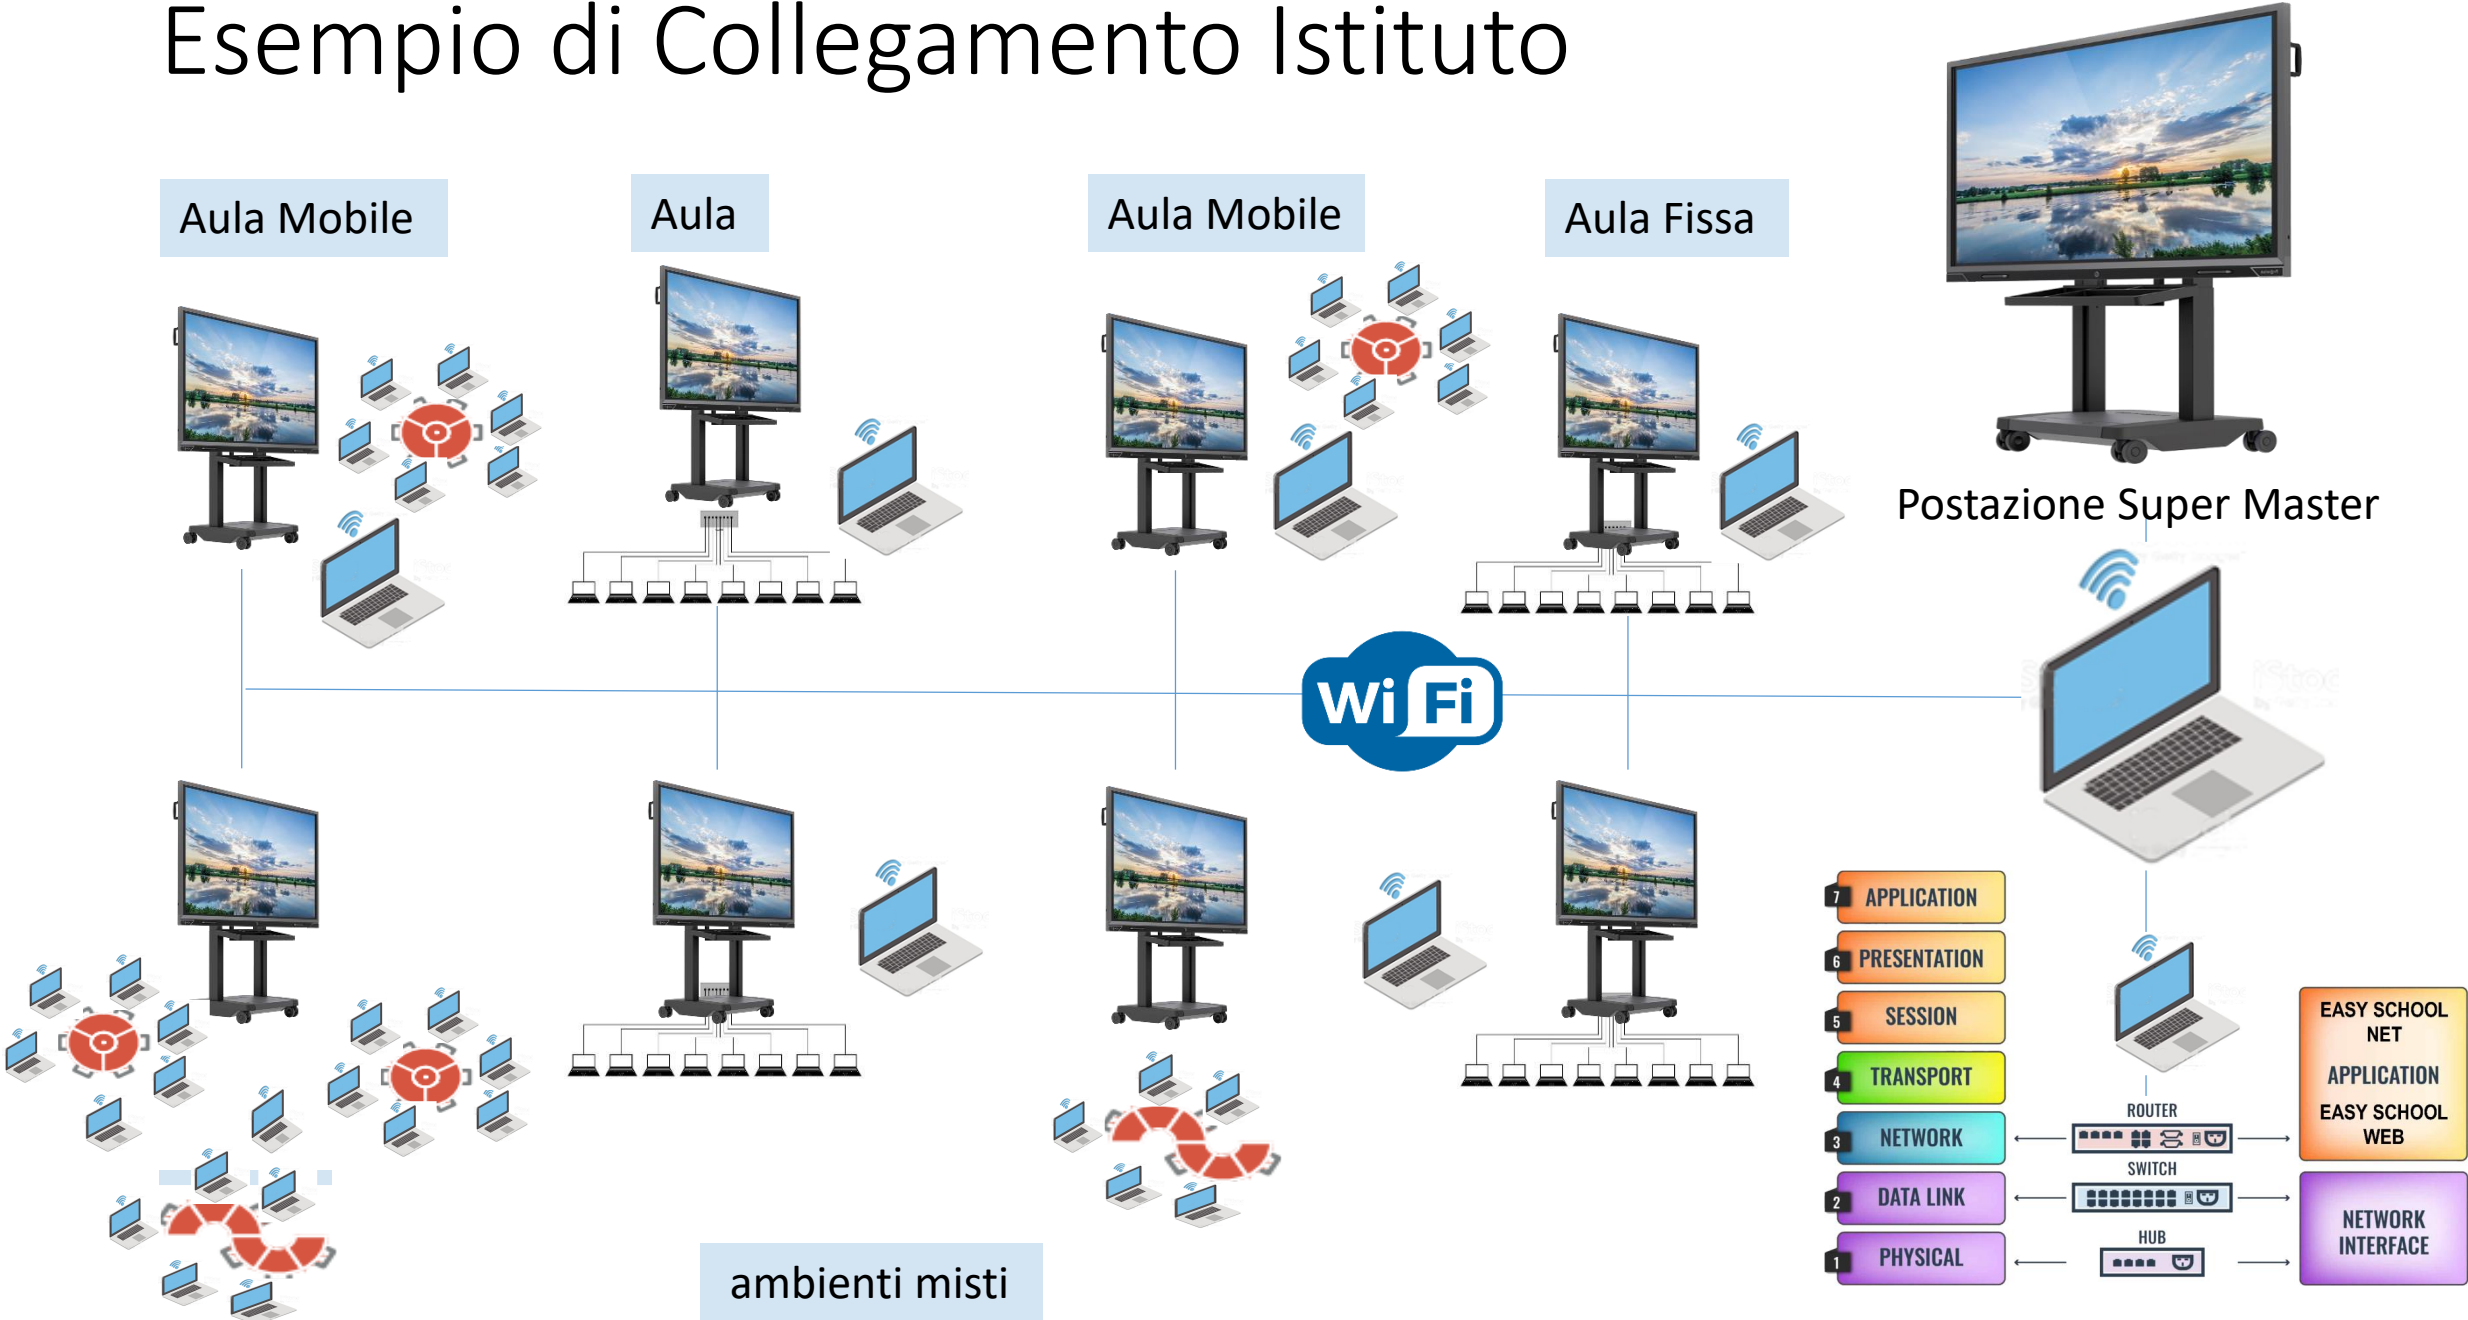 Esempio di Collegamento Istituto
Aula Mobile
Aula
Aula Mobile
Aula Fissa
Postazione Super Master
Wi Fi
7 APPLICATION
6 PRESENTATION
5 SESSION
4 TRANSPORT
3 NETWORK
2 DATA LINK
1 PHYSICAL
ROUTER
SWITCH
HUB
EASY SCHOOL
NET
APPLICATION
EASY SCHOOL
WEB
NETWORK
INTERFACE
ambienti misti